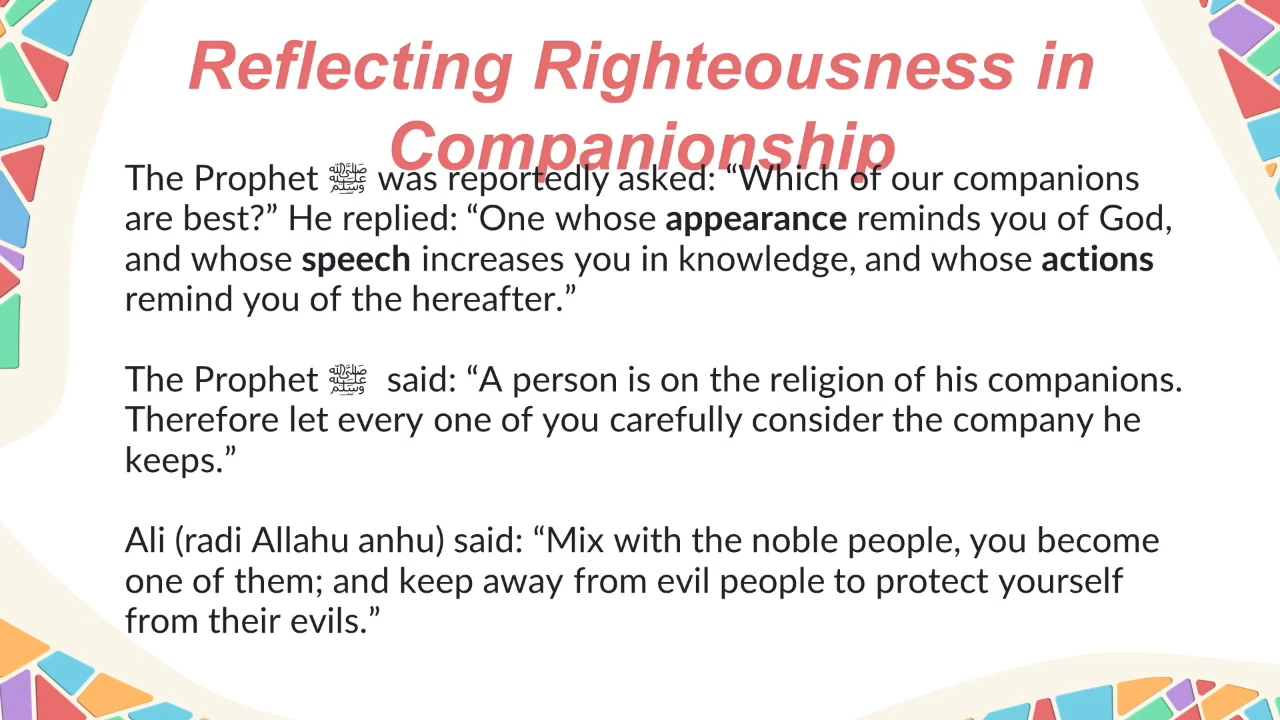 Reflecting Righteousness in
Companionship
The Prophet ﷺ was reportedly asked: “Which of our companions
are best?” He replied: “One whose appearance reminds you of God,
and whose speech increases you in knowledge, and whose actions
remind you of the hereafter.”
The Prophet ﷺ said: “A person is on the religion of his companions.
Therefore let every one of you carefully consider the company he
keeps.”
Ali (radi Allahu anhu) said: “Mix with the noble people, you become
one of them; and keep away from evil people to protect yourself
from their evils.”